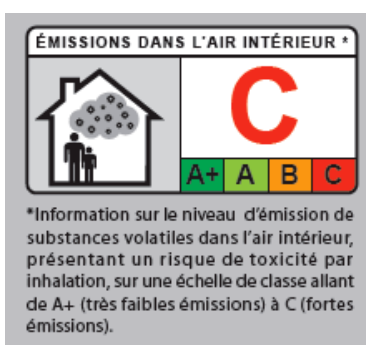 ÉMISSIONS DANS L'AIR INTÉRIEUR *
C
A+ A B C
*Information sur le niveau d'émission de
substances volatiles dans l'air intérieur,
présentant un risque de toxicité par
inhalation, sur une échelle de classe allant
de A+ (très faibles émissions) à C (fortes
émissions).